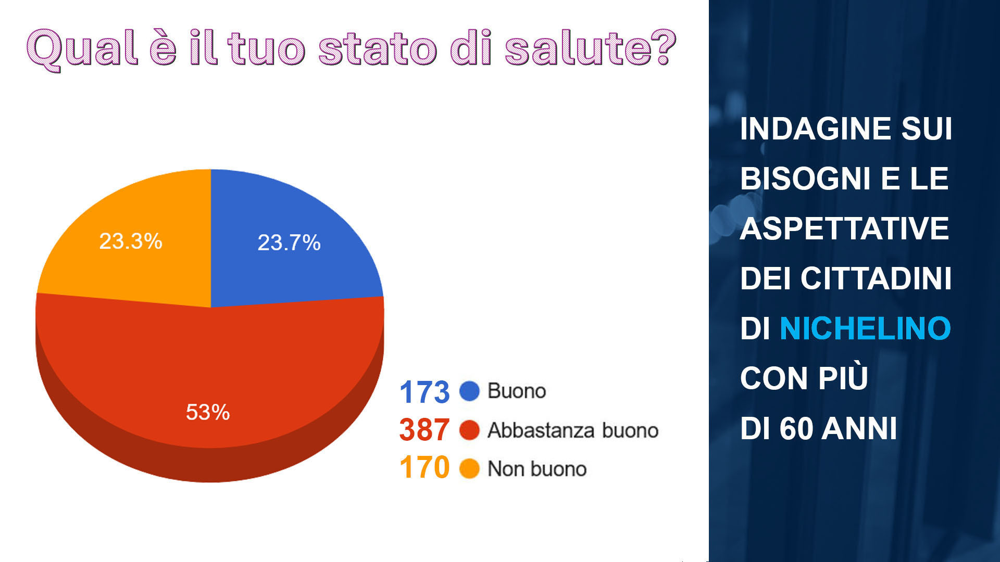 Qual è il tuo stato di salute?
23.3%
23.7%
53%
173 Buono
387 Abbastanza buono
170 Non buono
INDAGINE SUI
BISOGNI E LE
ASPETTATIVE
DEI CITTADINI
DI NICHELINO
CON PIÙ
DI 60 ANNI